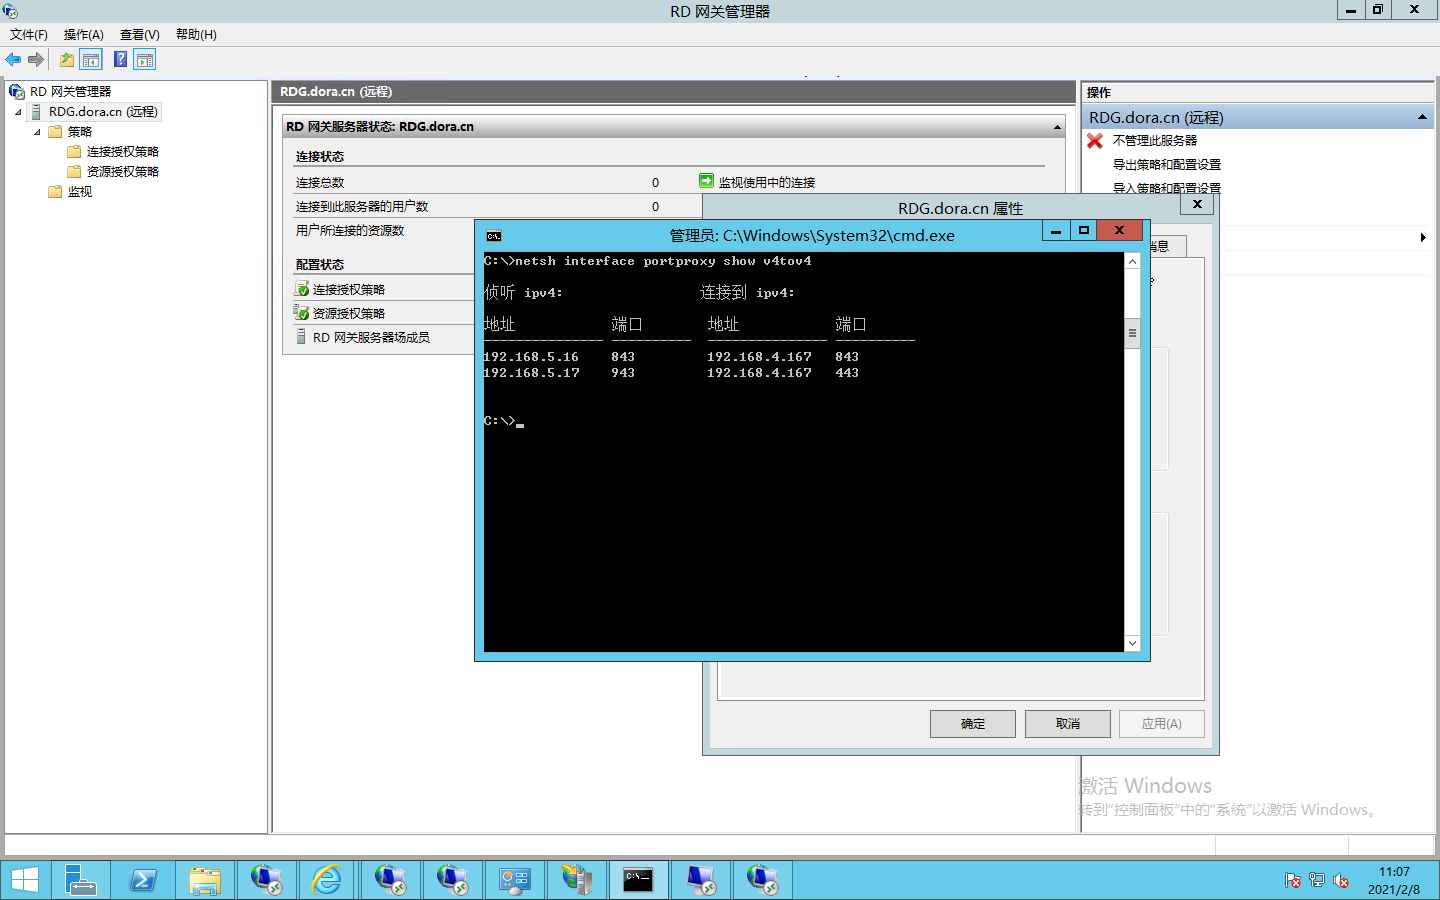 RD 网关管理器
文件(F) 操作(A) 查看(V) 帮助(H)
RD 网关管理器
RDG.dora.cn (远程)
策略
连接授权策略
资源授权策略
监视
RDG.dora.cn (远程)
RD 网关服务器状态: RDG.dora.cn
连接状态
连接总数 0 监视使用中的连接
连接到此服务器的用户数 0
用户所连接的资源数
配置状态
连接授权策略
资源授权策略
RD 网关服务器场成员
操作
RDG.dora.cn (远程)
不管理此服务器
导出策略和配置设置
导入策略和配置设置
RDG.dora.cn 属性
消息
管理员: C:\Windows\System32\cmd.exe
C:\>netsh interface portproxy show v4tov4
侦听 ipv4: 连接到 ipv4:
地址 端口 地址 端口
--------------- ---------- --------------- ----------
192.168.5.16 843 192.168.4.167 843
192.168.5.17 943 192.168.4.167 443
C:\>_
确定 取消 应用(A)
激活 Windows
转到“控制面板”中的“系统”以激活 Windows。
11:07
2021/2/8